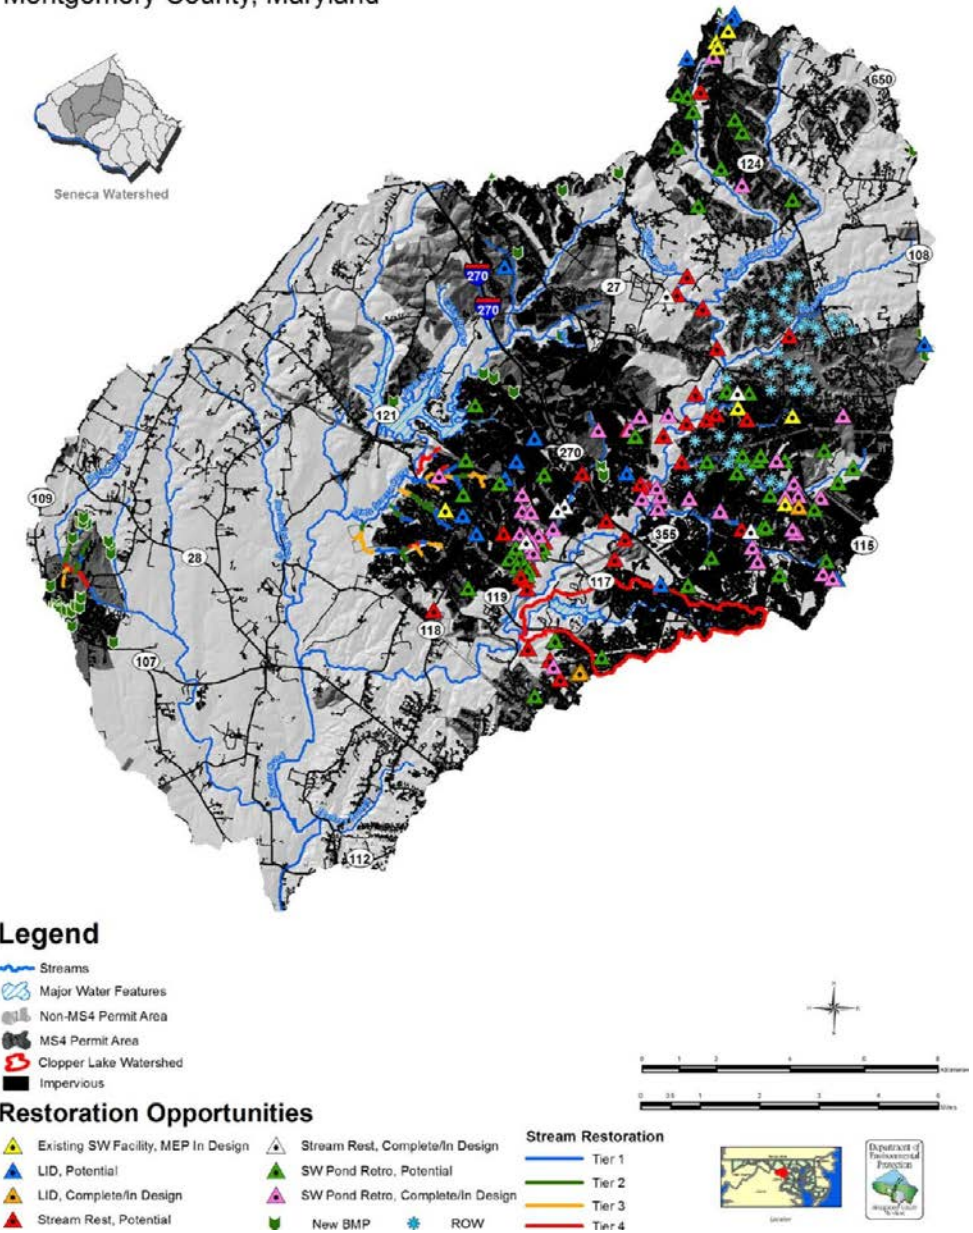 Montgomery County, Maryland
Seneca Watershed
650
124
108
270
27
270
121
270
109
355
28
115
117
119
118
107
112
Legend
Streams
Major Water Features
Non-MS4 Permit Area
MS4 Permit Area
Clopper Lake Watershed
Impervious
Restoration Opportunities
Existing SW Facility, MEP In Design
LID, Potential
LID, Complete/In Design
Stream Rest, Potential
Stream Rest, Complete/In Design
SW Pond Retro, Potential
SW Pond Retro, Complete/In Design
New BMP
ROW
Stream Restoration
Tier 1
Tier 2
Tier 3
Tier 4
Department of
Environmental
Protection